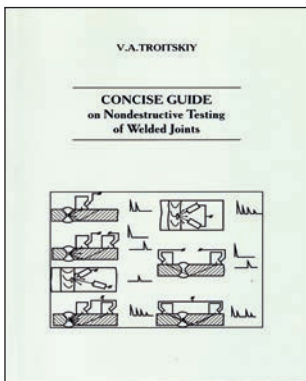 V.A.TROITSKIY
CONCISE GUIDE
on Nondestructive Testing
of Welded Joints